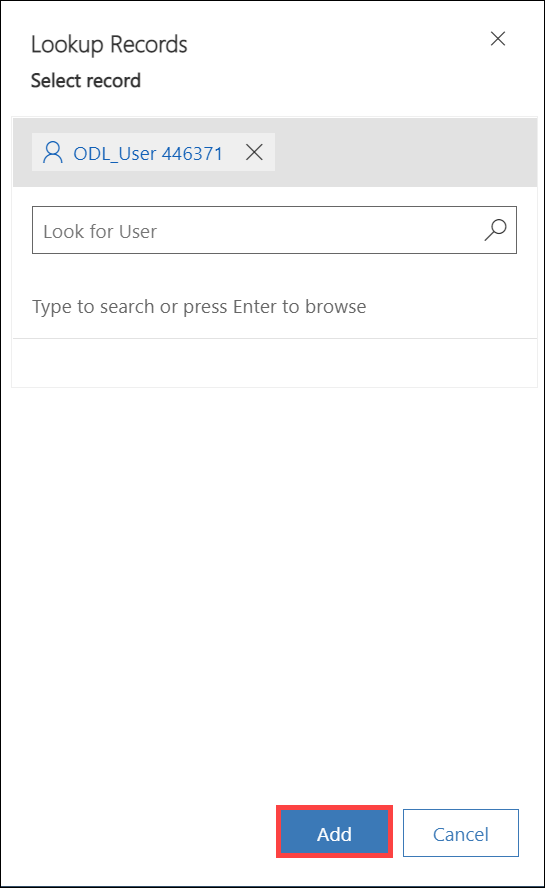 Lookup Records
Select record
ODL_User 446371
Look for User
Type to search or press Enter to browse
Add
Cancel